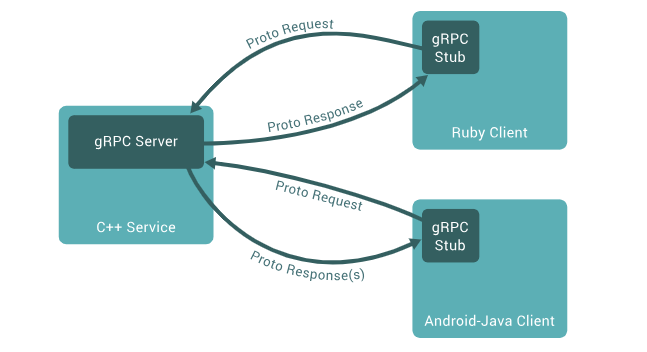 Proto Request
gRPC
Stub
Proto Response
Ruby Client
gRPC Server
C++ Service
Proto Request
gRPC
Stub
Proto Response(s)
Android-Java Client